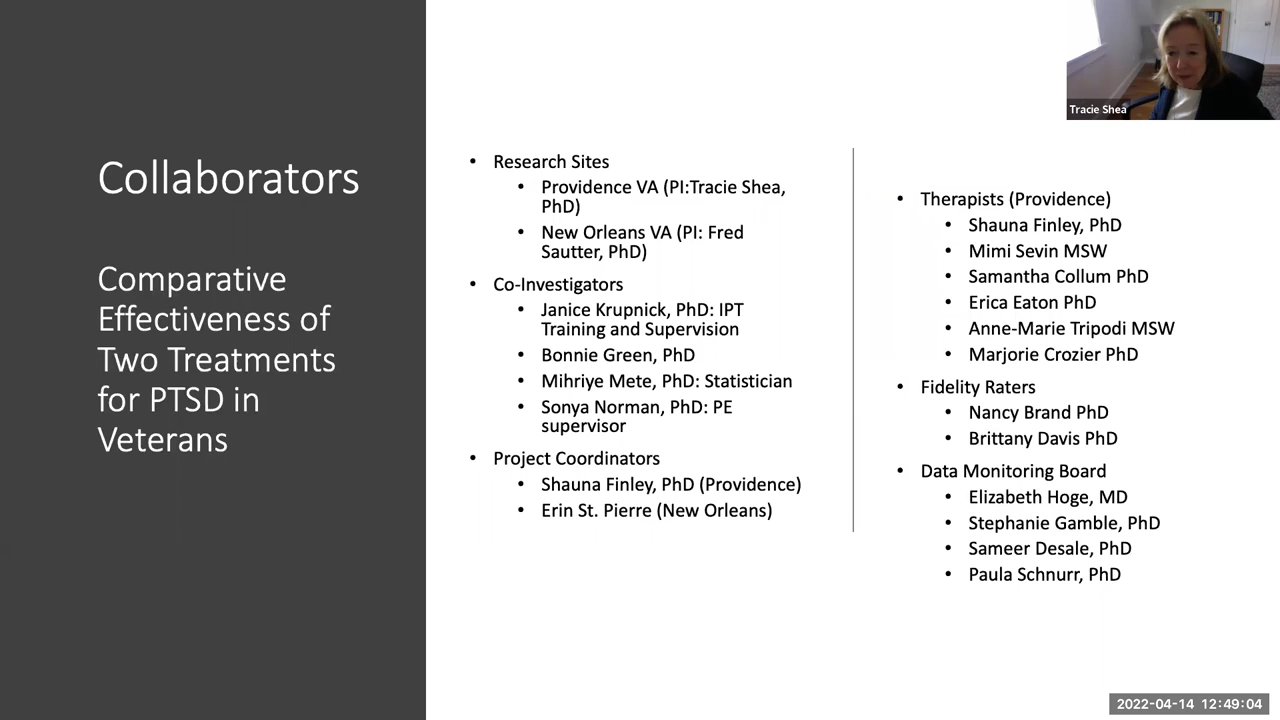 Collaborators
Comparative
Effectiveness of
Two Treatments
for PTSD in
Veterans
• Research Sites
• Providence VA (PI:Tracie Shea,
PhD)
• New Orleans VA (PI: Fred
Sautter, PhD)
• Co-Investigators
• Janice Krupnick, PhD: IPT
Training and Supervision
• Bonnie Green, PhD
• Mihriye Mete, PhD: Statistician
• Sonya Norman, PhD: PE
supervisor
• Project Coordinators
• Shauna Finley, PhD (Providence)
• Erin St. Pierre (New Orleans)
• Therapists (Providence)
• Shauna Finley, PhD
• Mimi Sevin MSW
• Samantha Collum PhD
• Erica Eaton PhD
• Anne-Marie Tripodi MSW
• Marjorie Crozier PhD
• Fidelity Raters
• Nancy Brand PhD
• Brittany Davis PhD
• Data Monitoring Board
• Elizabeth Hoge, MD
• Stephanie Gamble, PhD
• Sameer Desale, PhD
• Paula Schnurr, PhD
Tracie Shea
2022-04-14 12:49:04